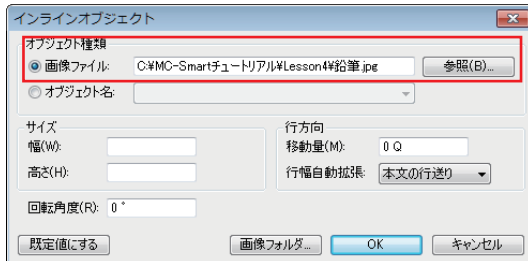 インラインオブジェクト
オブジェクト種類
画像ファイル: C:¥MC-Smartチュートリアル¥Lesson4¥鉛筆.jpg 参照(B)...
オブジェクト名:
サイズ 行方向
幅(W): 移動量(M): 0 Q
高さ(H): 行幅自動拡張: 本文の行送り
回転角度(R): 0 °
既定値にする 画像フォルダ... OK キャンセル